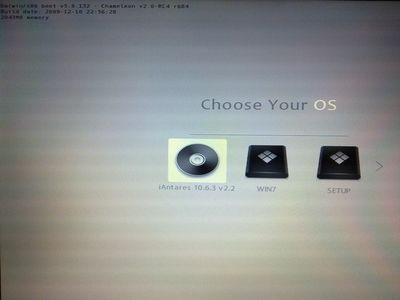 Darwin/x86 boot v5.0.132 - Chameleon v2.0-RC4 r684
Build date: 2009-12-18 22:56:28
2043MB memory
Choose Your OS
iAntares 10.6.3 v2.2
WIN7
SETUP